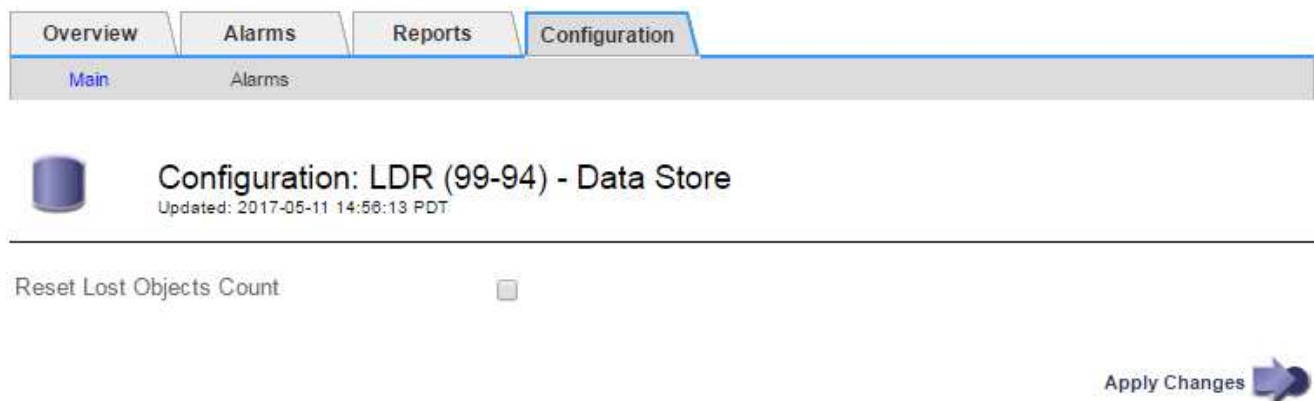 Overview Alarms Reports Configuration
Main Alarms
Configuration: LDR (99-94) - Data Store
Updated: 2017-05-11 14:56:13 PDT
Reset Lost Objects Count
Apply Changes